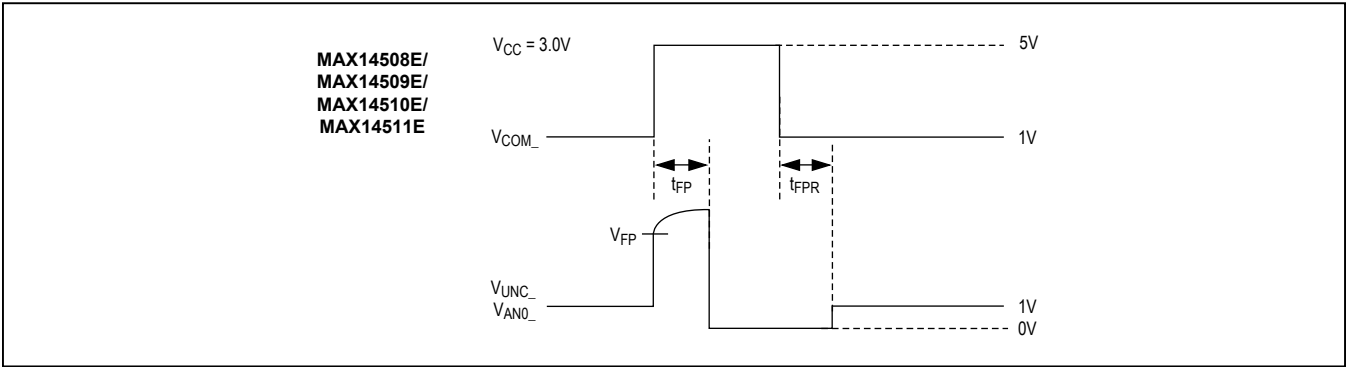 MAX14508E/
MAX14509E/
MAX14510E/
MAX14511E
VCC = 3.0V
5V
VCOM_
1V
tFP
tFPR
VFP
VUNC_
VAN0_
1V
0V